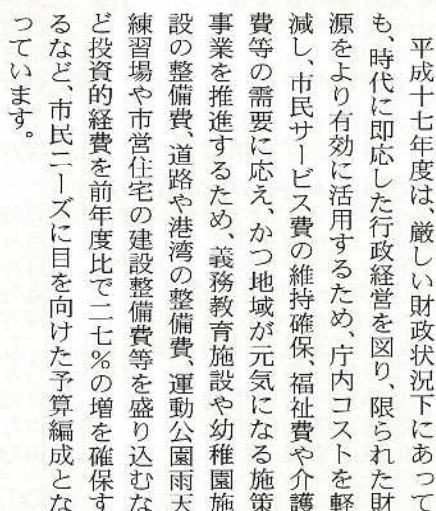 平成十七年度は、厳しい財政状況下にあって
も、時代に即応した行政経営を図り、限られた財
源をより有効に活用するため、庁内コストを軽
減し、市民サービス費の維持確保、福祉費や介護
費等の需要に応え、かつ地域が元気になる施策
事業を推進するため、義務教育施設や幼稚園施
設の整備費、道路や港湾の整備費、運動公園雨天
練習場や市営住宅の建設整備費等を盛り込むな
ど投資的経費を前年度比で二七％の増を確保す
るなど、市民ニーズに目を向けた予算編成とな
っています。